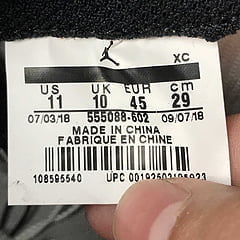 XC
US UK EUR cm
11 10 45 29
07/03/18 555088-602 09/07/18
MADE IN CHINA
FABRIQUE EN CHINE
108595540 UPC